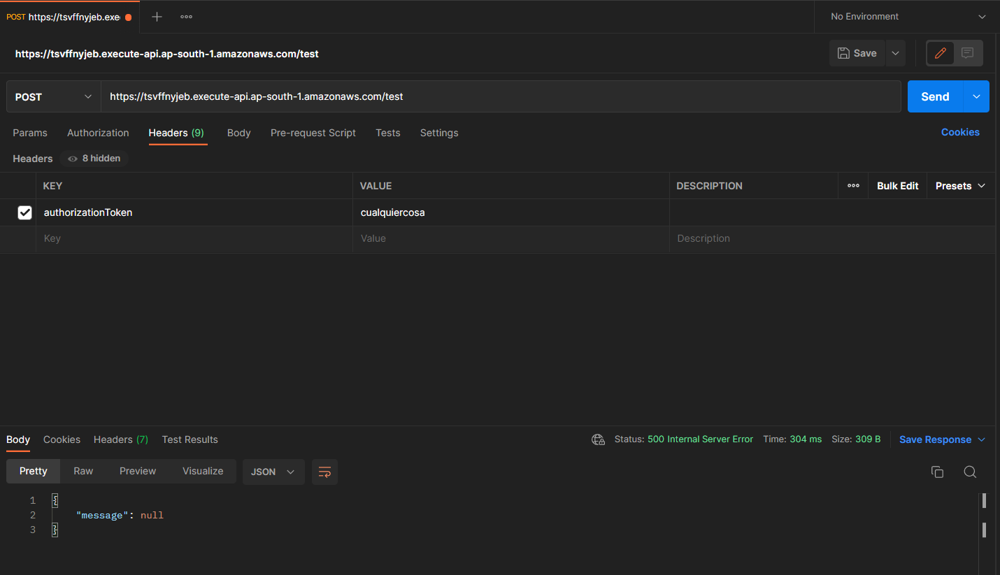 POST https://tsvffnyjeb.exe
No Environment
https://tsvffnyjeb.execute-api.ap-south-1.amazonaws.com/test
Save
POST https://tsvffnyjeb.execute-api.ap-south-1.amazonaws.com/test Send
Params Authorization Headers (9) Body Pre-request Script Tests Settings Cookies
Headers 8 hidden
KEY VALUE DESCRIPTION ooo Bulk Edit Presets
authorizationToken cualquiercosa
Key Value Description
Body Cookies Headers (7) Test Results Status: 500 Internal Server Error Time: 304 ms Size: 309 B Save Response
Pretty Raw Preview Visualize JSON
1 {
2 "message": null
3 }